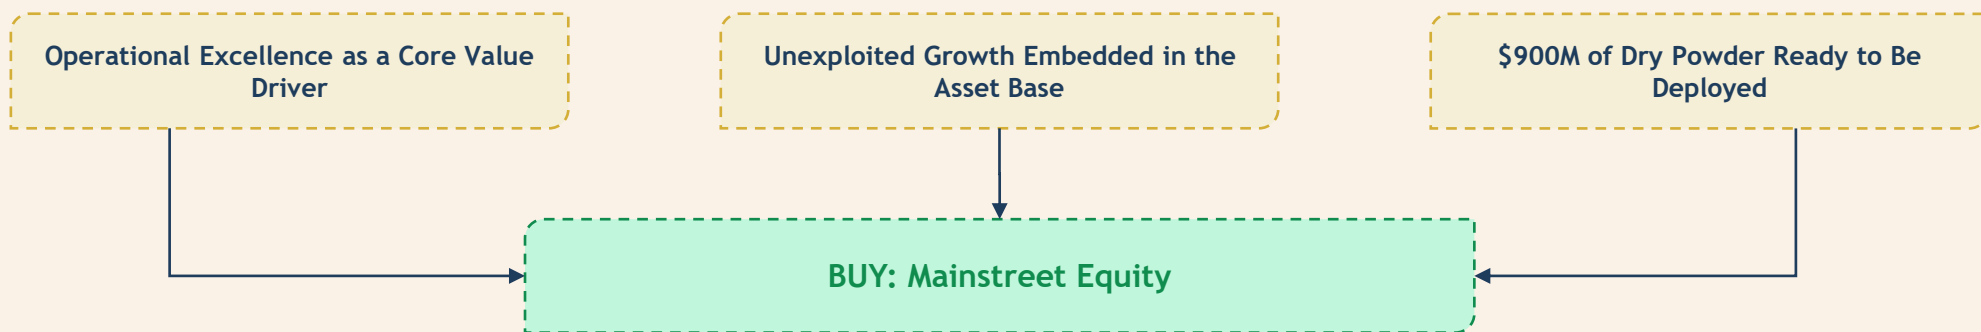 Operational Excellence as a Core Value
Driver
Unexploited Growth Embedded in the
Asset Base
$900M of Dry Powder Ready to Be
Deployed
BUY: Mainstreet Equity